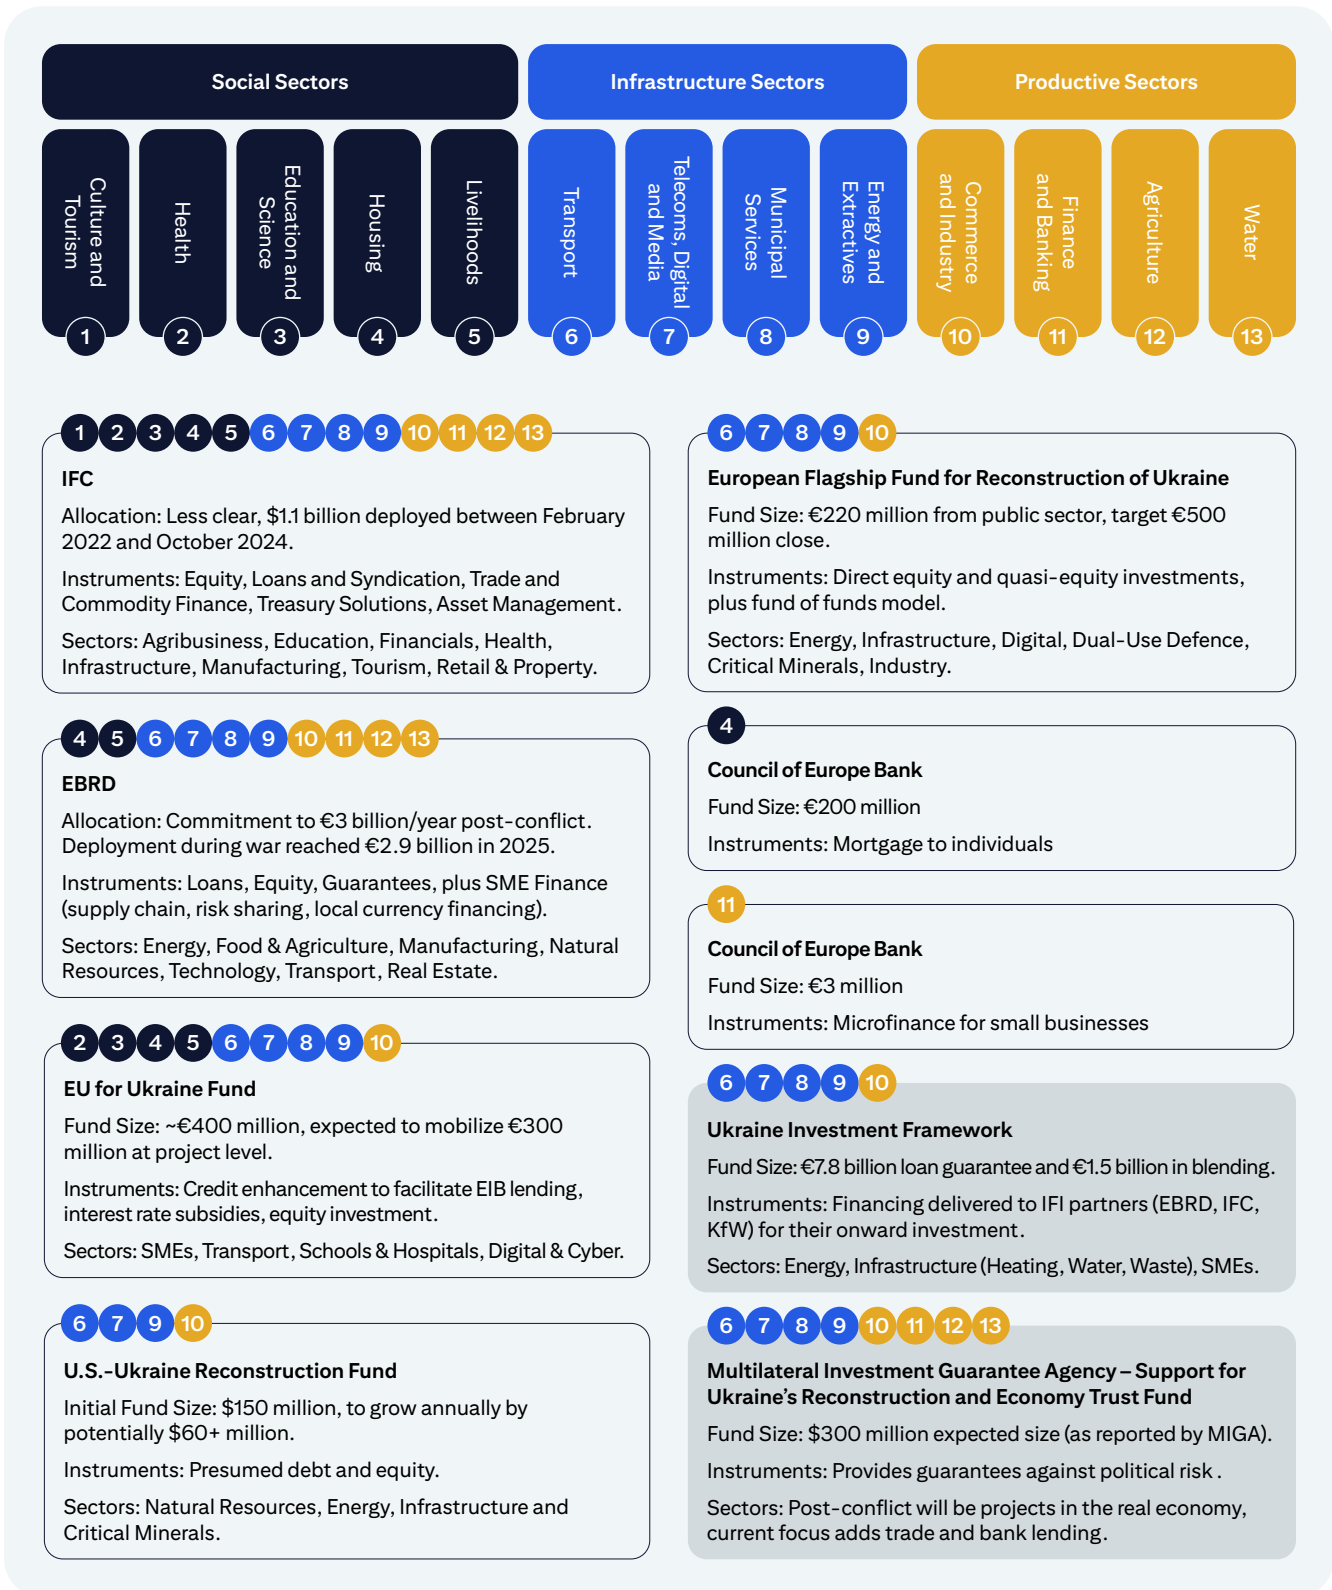 Social Sectors
Infrastructure Sectors
Productive Sectors
Culture and
Tourism
1
Health
2
Education and
Science
3
Housing
4
Livelihoods
5
Transport
6
Telecoms, Digital
and Media
7
Municipal
Services
8
Energy and
Extractives
9
Commerce
and Industry
10
Finance
and Banking
11
Agriculture
12
Water
13
1 2 3 4 5 6 7 8 9 10 11 12 13
IFC
Allocation: Less clear, $1.1 billion deployed between February
2022 and October 2024.
Instruments: Equity, Loans and Syndication, Trade and
Commodity Finance, Treasury Solutions, Asset Management.
Sectors: Agribusiness, Education, Financials, Health,
Infrastructure, Manufacturing, Tourism, Retail & Property.
4 5 6 7 8 9 10 11 12 13
EBRD
Allocation: Commitment to €3 billion/year post-conflict.
Deployment during war reached €2.9 billion in 2025.
Instruments: Loans, Equity, Guarantees, plus SME Finance
(supply chain, risk sharing, local currency financing).
Sectors: Energy, Food & Agriculture, Manufacturing, Natural
Resources, Technology, Transport, Real Estate.
2 3 4 5 6 7 8 9 10
EU for Ukraine Fund
Fund Size: ~€400 million, expected to mobilize €300
million at project level.
Instruments: Credit enhancement to facilitate EIB lending,
interest rate subsidies, equity investment.
Sectors: SMEs, Transport, Schools & Hospitals, Digital & Cyber.
6 7 9 10
U.S.-Ukraine Reconstruction Fund
Initial Fund Size: $150 million, to grow annually by
potentially $60+ million.
Instruments: Presumed debt and equity.
Sectors: Natural Resources, Energy, Infrastructure and
Critical Minerals.
6 7 8 9 10
European Flagship Fund for Reconstruction of Ukraine
Fund Size: €220 million from public sector, target €500
million close.
Instruments: Direct equity and quasi-equity investments,
plus fund of funds model.
Sectors: Energy, Infrastructure, Digital, Dual-Use Defence,
Critical Minerals, Industry.
4
Council of Europe Bank
Fund Size: €200 million
Instruments: Mortgage to individuals
11
Council of Europe Bank
Fund Size: €3 million
Instruments: Microfinance for small businesses
6 7 8 9 10
Ukraine Investment Framework
Fund Size: €7.8 billion loan guarantee and €1.5 billion in blending.
Instruments: Financing delivered to IFI partners (EBRD, IFC,
KfW) for their onward investment.
Sectors: Energy, Infrastructure (Heating, Water, Waste), SMEs.
6 7 8 9 10 11 12 13
Multilateral Investment Guarantee Agency – Support for
Ukraine’s Reconstruction and Economy Trust Fund
Fund Size: $300 million expected size (as reported by MIGA).
Instruments: Provides guarantees against political risk .
Sectors: Post-conflict will be projects in the real economy,
current focus adds trade and bank lending.